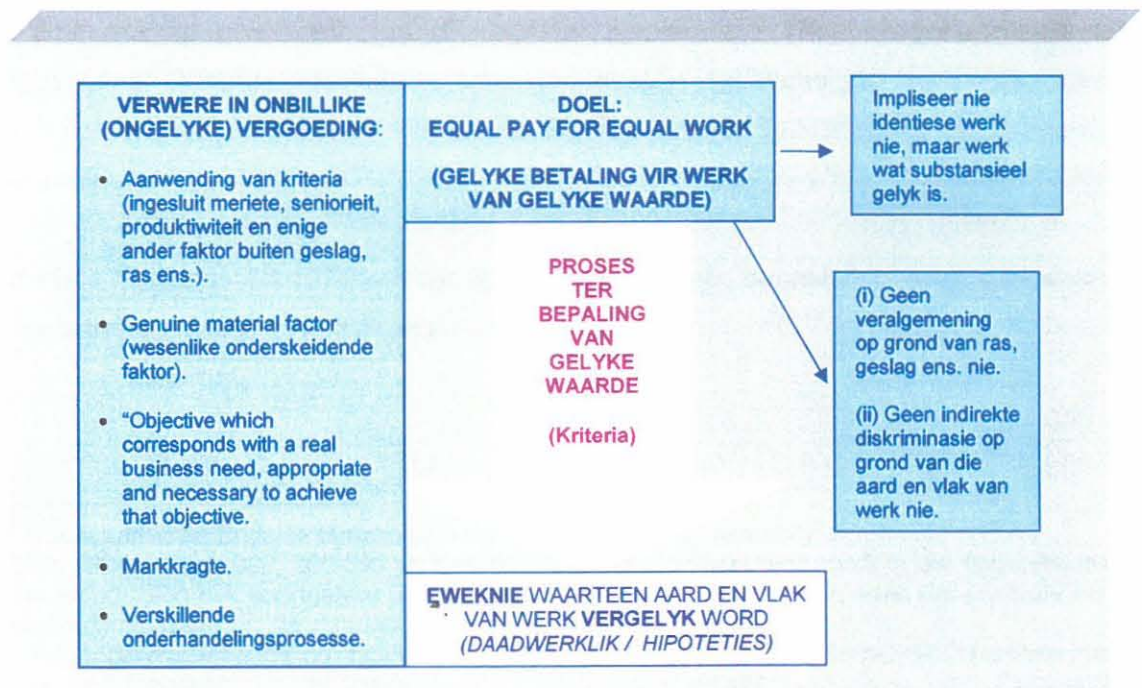 VERWERE IN ONBILLIKE
(ONGELYKE) VERGOEDING:
• Aanwending van kriteria
(ingesluit meriete, seniorieit,
produktiwiteit en enige
ander faktor buiten geslag,
ras ens.).
• Genuine material factor
(wesenlike onderskeidende
faktor).
• “Objective which
corresponds with a real
business need, appropriate
and necessary to achieve
that objective.
• Markkragte.
• Verskillende
onderhandelingsprosesse.
DOEL:
EQUAL PAY FOR EQUAL WORK
(GELYKE BETALING VIR WERK
VAN GELYKE WAARDE)
PROSES
TER
BEPALING
VAN
GELYKE
WAARDE
(Kriteria)
EWEKNIE WAARTEEN AARD EN VLAK
VAN WERK VERGELYK WORD
(DAADWERKLIK / HIPOTETIES)
Impliseer nie
identiese werk
nie, maar werk
wat substansieel
gelyk is.
(i) Geen
veralgemening
op grond van ras,
geslag ens. nie.
(ii) Geen indirekte
diskriminasie op
grond van die
aard en vlak van
werk nie.